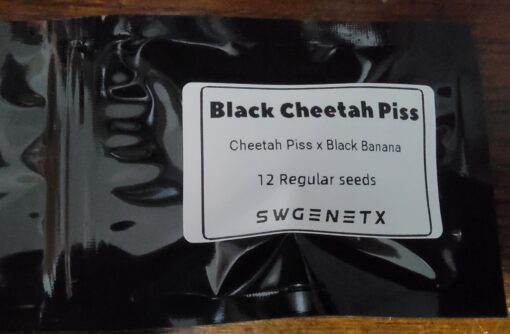 Black Cheetah Piss
Cheetah Piss x Black Banana
12 Regular seeds
SWGENETX